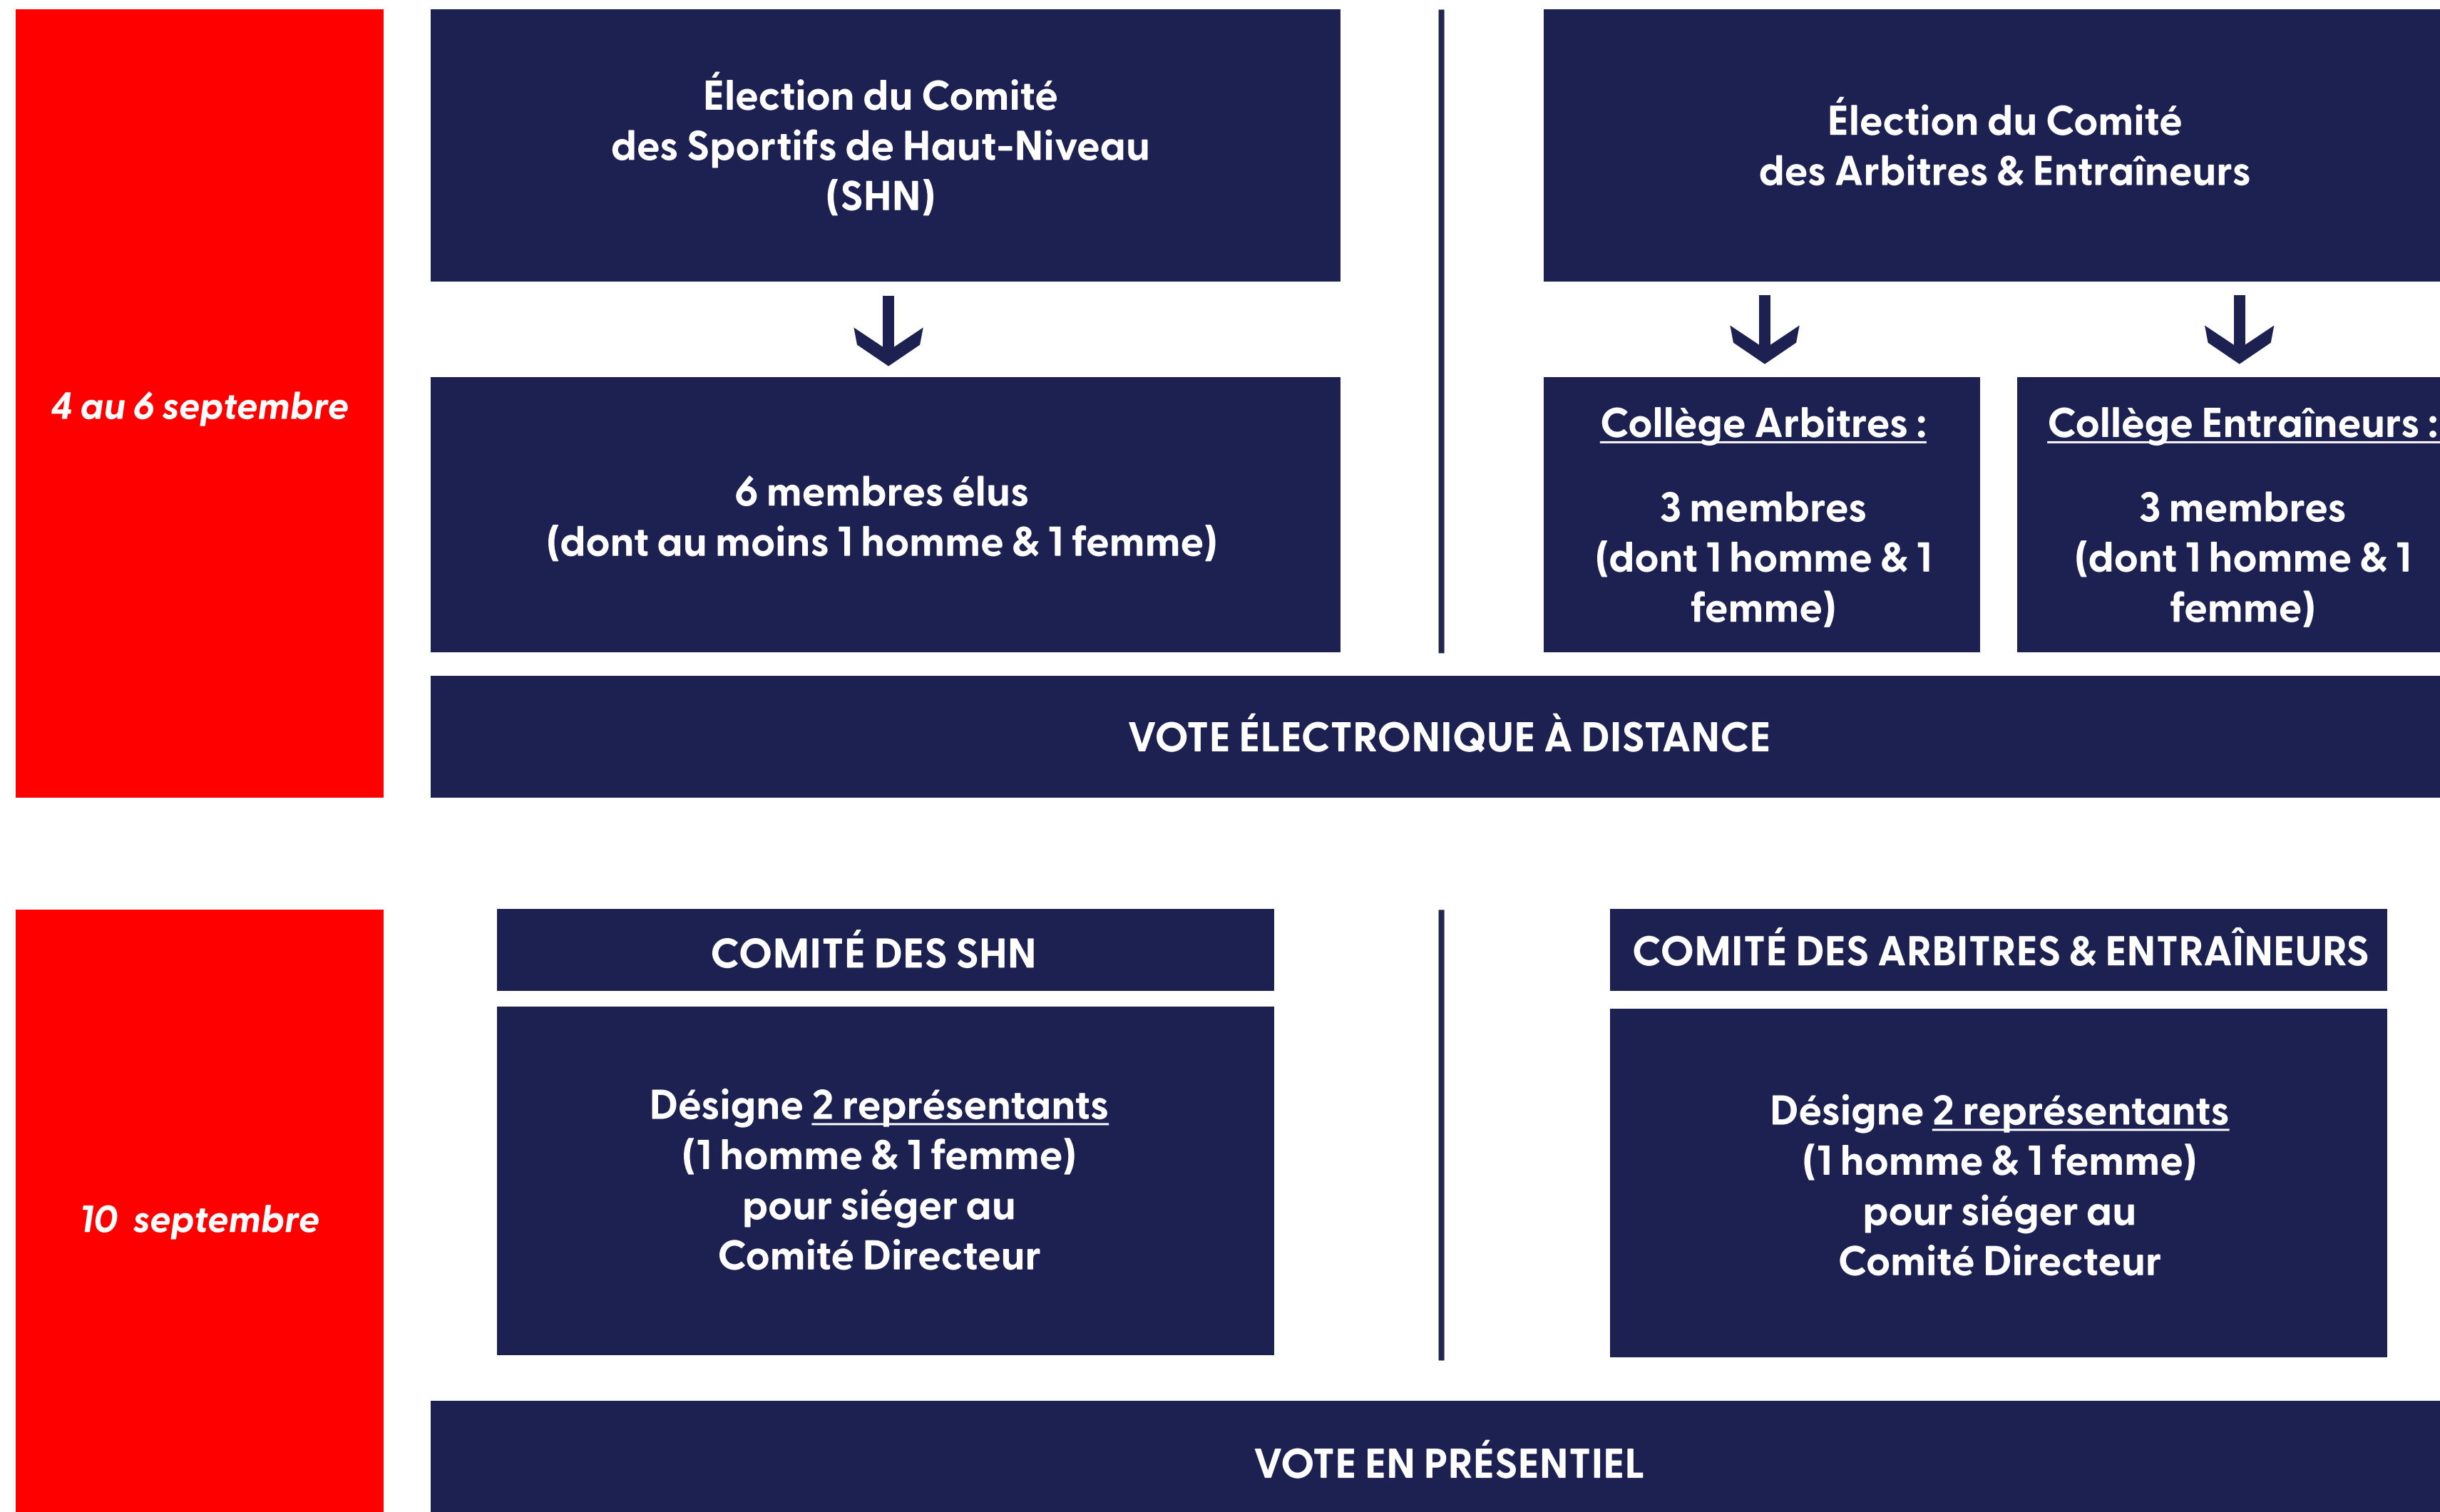 4 au 6 septembre
Élection du Comité
des Sportifs de Haut-Niveau
(SHN)
Élection du Comité
des Arbitres & Entraîneurs
6 membres élus
(dont au moins 1 homme & 1 femme)
Collège Arbitres :
3 membres
(dont 1 homme & 1
femme)
Collège Entraîneurs :
3 membres
(dont 1 homme & 1
femme)
VOTE ÉLECTRONIQUE À DISTANCE
10 septembre
COMITÉ DES SHN
Désigne 2 représentants
(1 homme & 1 femme)
pour siéger au
Comité Directeur
COMITÉ DES ARBITRES & ENTRAÎNEURS
Désigne 2 représentants
(1 homme & 1 femme)
pour siéger au
Comité Directeur
VOTE EN PRÉSENTIEL